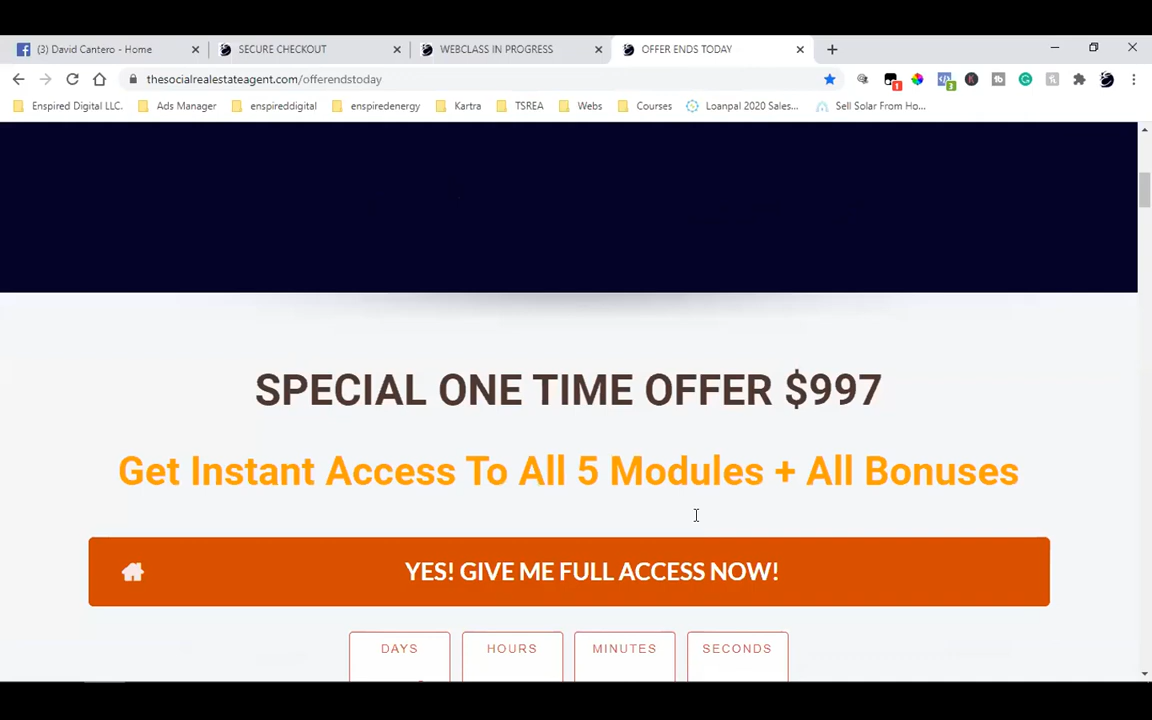 (3) David Cantero - Home
SECURE CHECKOUT
WEBCLASS IN PROGRESS
OFFER ENDS TODAY
thesocialrealestateagent.com/offerendstoday
Enspired Digital LLC.
Ads Manager
enspireddigital
enspiredenergy
Kartra
TSREA
Webs
Courses
Loanpal 2020 Sales...
Sell Solar From Ho...
SPECIAL ONE TIME OFFER $997
Get Instant Access To All 5 Modules + All Bonuses
YES! GIVE ME FULL ACCESS NOW!
DAYS
HOURS
MINUTES
SECONDS